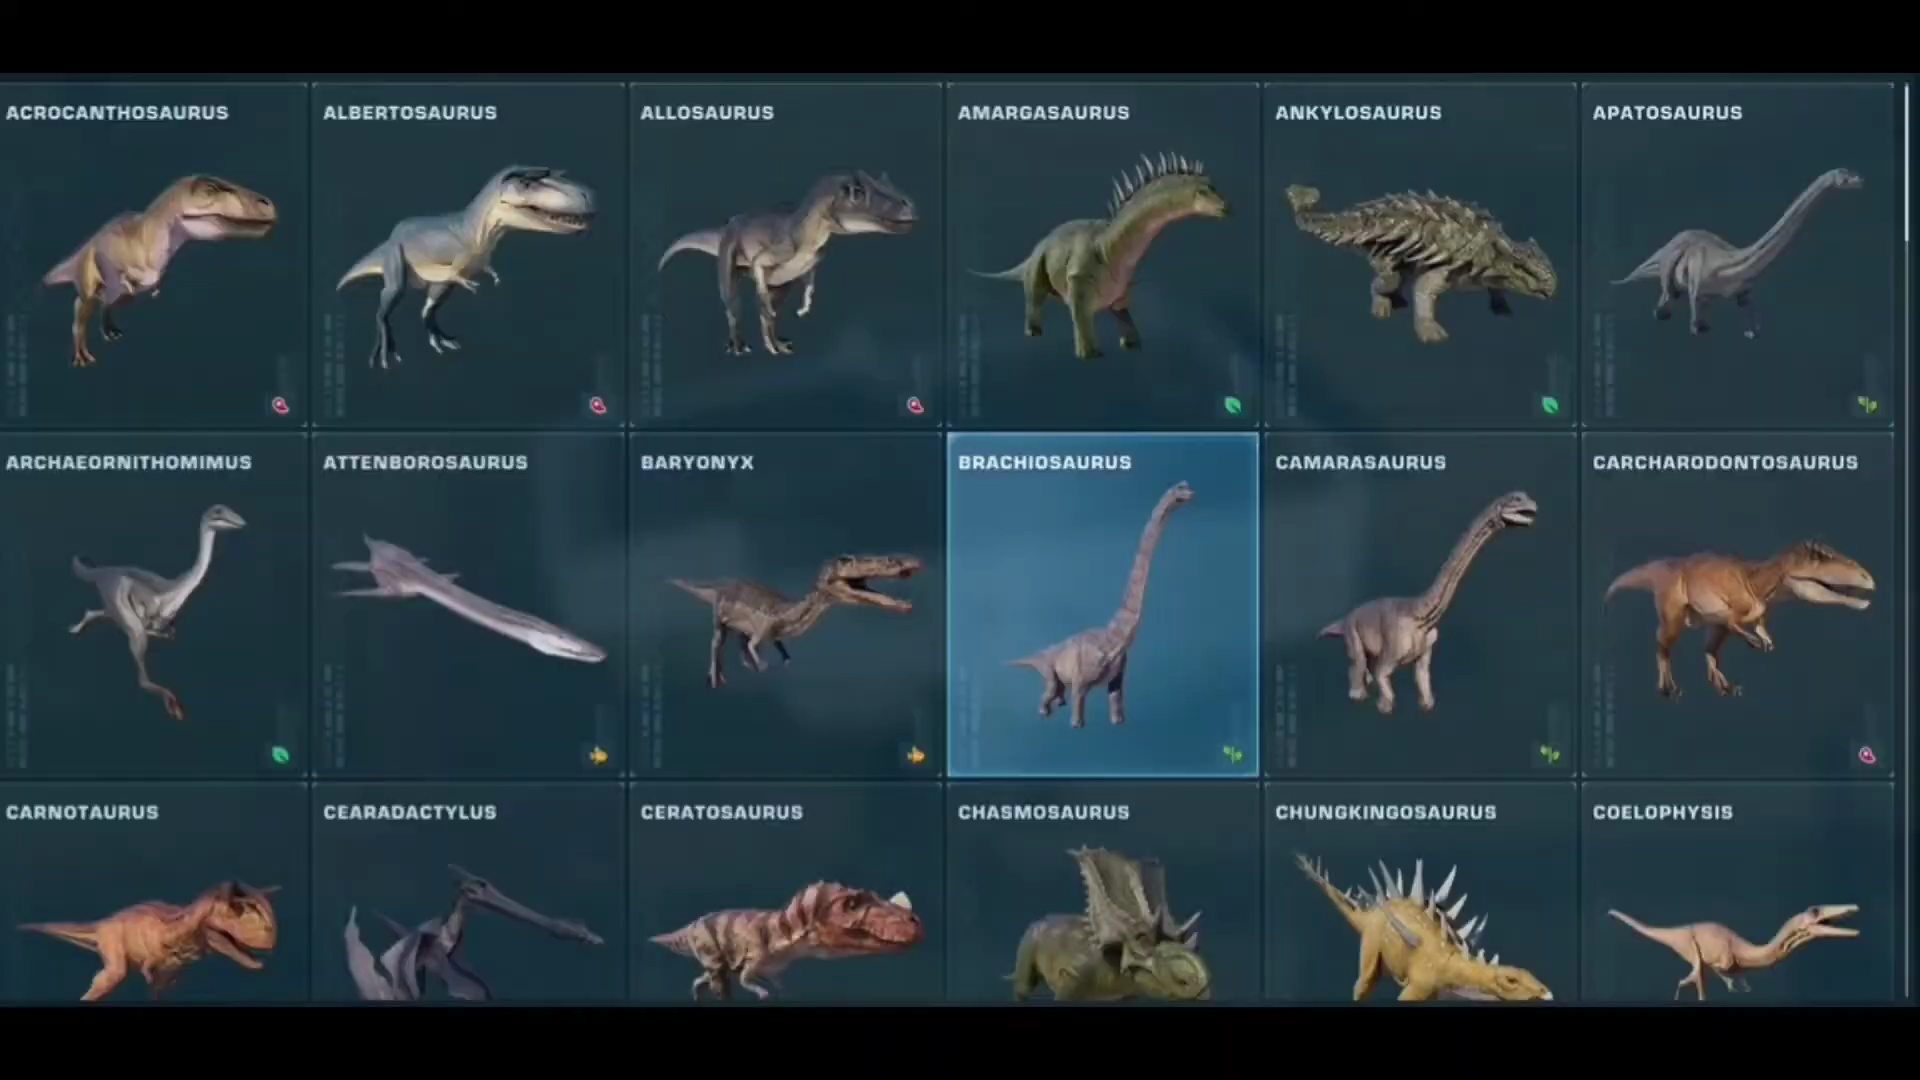 ACROCANTHOSAURUS
ALBERTOSAURUS
ALLOSAURUS
AMARGASAURUS
ANKYLOSAURUS
APATOSAURUS
ARCHAEORNITHOMIMUS
ATTENBOROSAURUS
BARYONYX
BRACHIOSAURUS
CAMARASAURUS
CARCHARODONTOSAURUS
CARNOTAURUS
CEARADACTYLUS
CERATOSAURUS
CHASMOSAURUS
CHUNGKINGOSAURUS
COELOPHYSIS